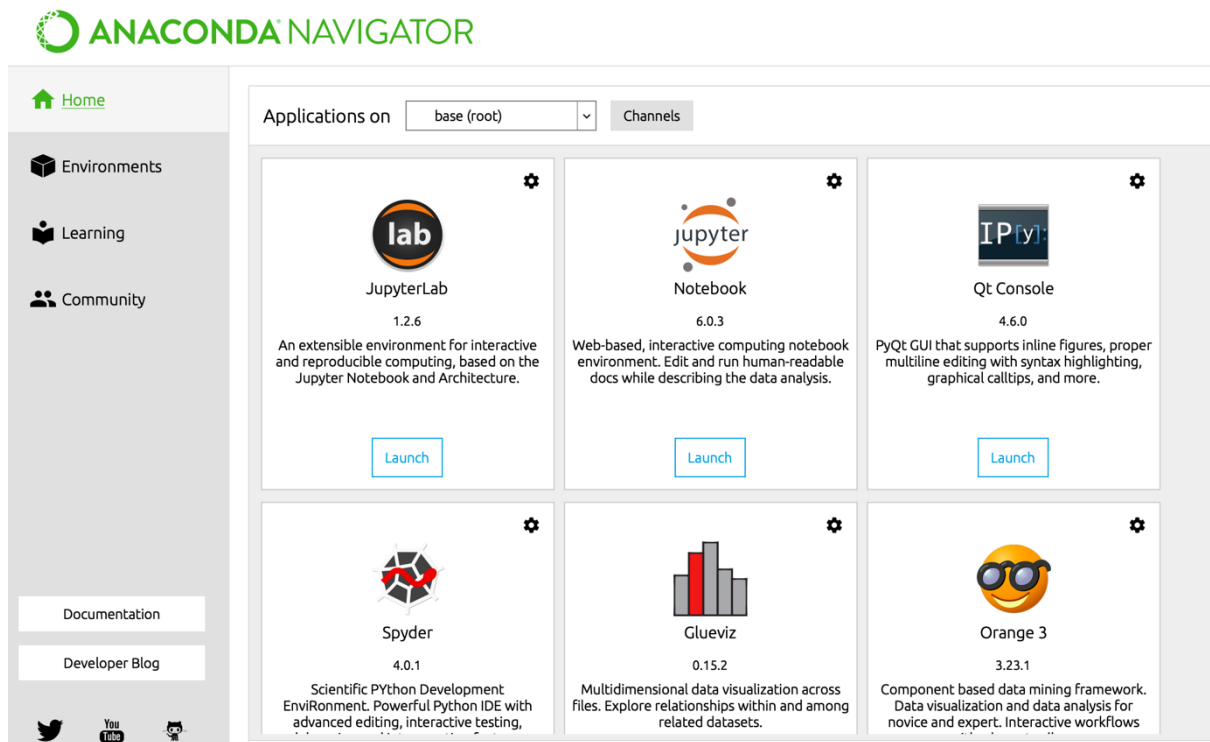 ANACONDA NAVIGATOR
Home
Environments
Learning
Community
Documentation
Developer Blog
You
Tube
Applications on
base (root)
Channels
lab
JupyterLab
1.2.6
An extensible environment for interactive
and reproducible computing, based on the
Jupyter Notebook and Architecture.
Launch
jupyter
Notebook
6.0.3
Web-based, interactive computing notebook
environment. Edit and run human-readable
docs while describing the data analysis.
Launch
IP[y]:
Qt Console
4.6.0
PyQt GUI that supports inline figures, proper
multiline editing with syntax highlighting,
graphical calltips, and more.
Launch
Spyder
4.0.1
Scientific PYthon Development
EnviRonment. Powerful Python IDE with
advanced editing, interactive testing,
Glueviz
0.15.2
Multidimensional data visualization across
files. Explore relationships within and among
related datasets.
Orange 3
3.23.1
Component based data mining framework.
Data visualization and data analysis for
novice and expert. Interactive workflows